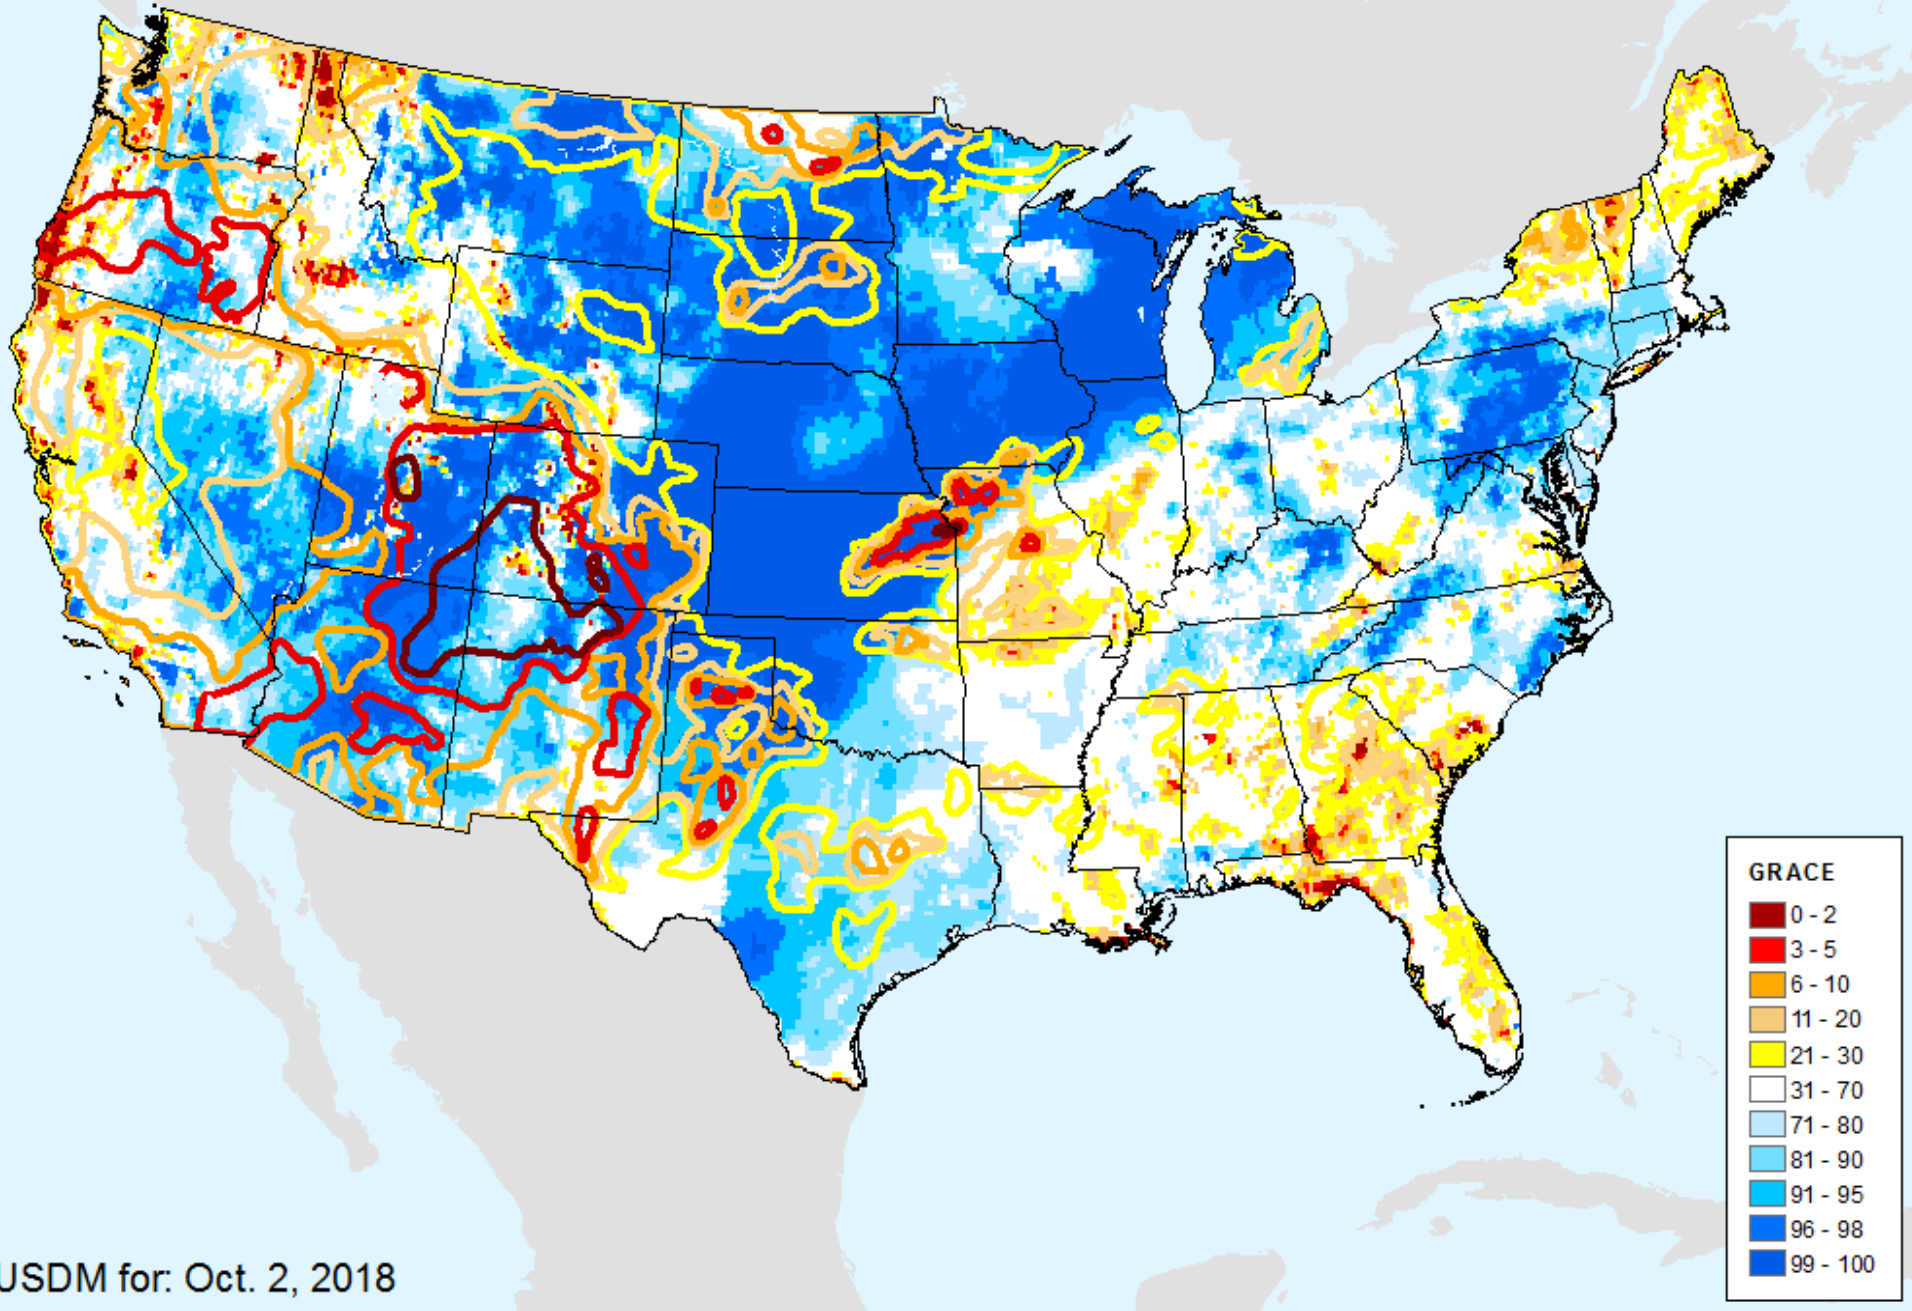 GRACE
0 - 2
3 - 5
6 - 10
11 - 20
21 - 30
31 - 70
71 - 80
81 - 90
91 - 95
96 - 98
99 - 100
USDM for: Oct. 2, 2018